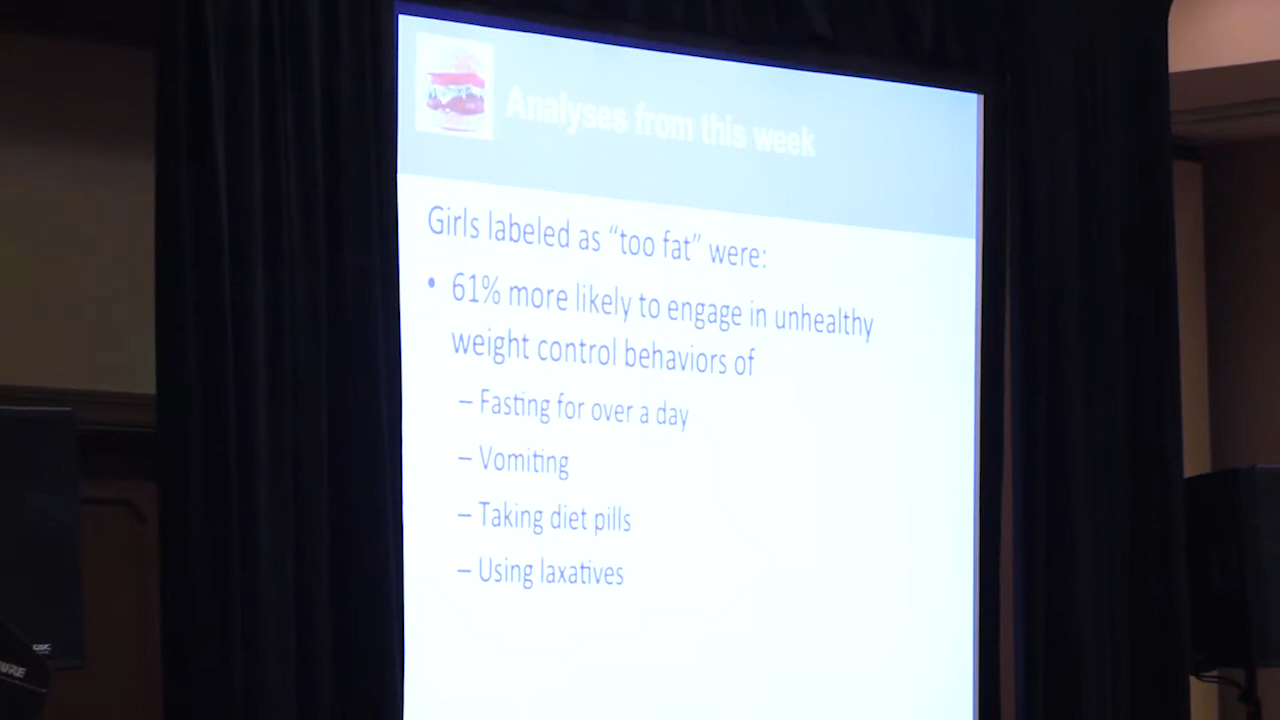 Analyses from this week
Girls labeled as “too fat” were:
• 61% more likely to engage in unhealthy
weight control behaviors of
– Fasting for over a day
– Vomiting
– Taking diet pills
– Using laxatives